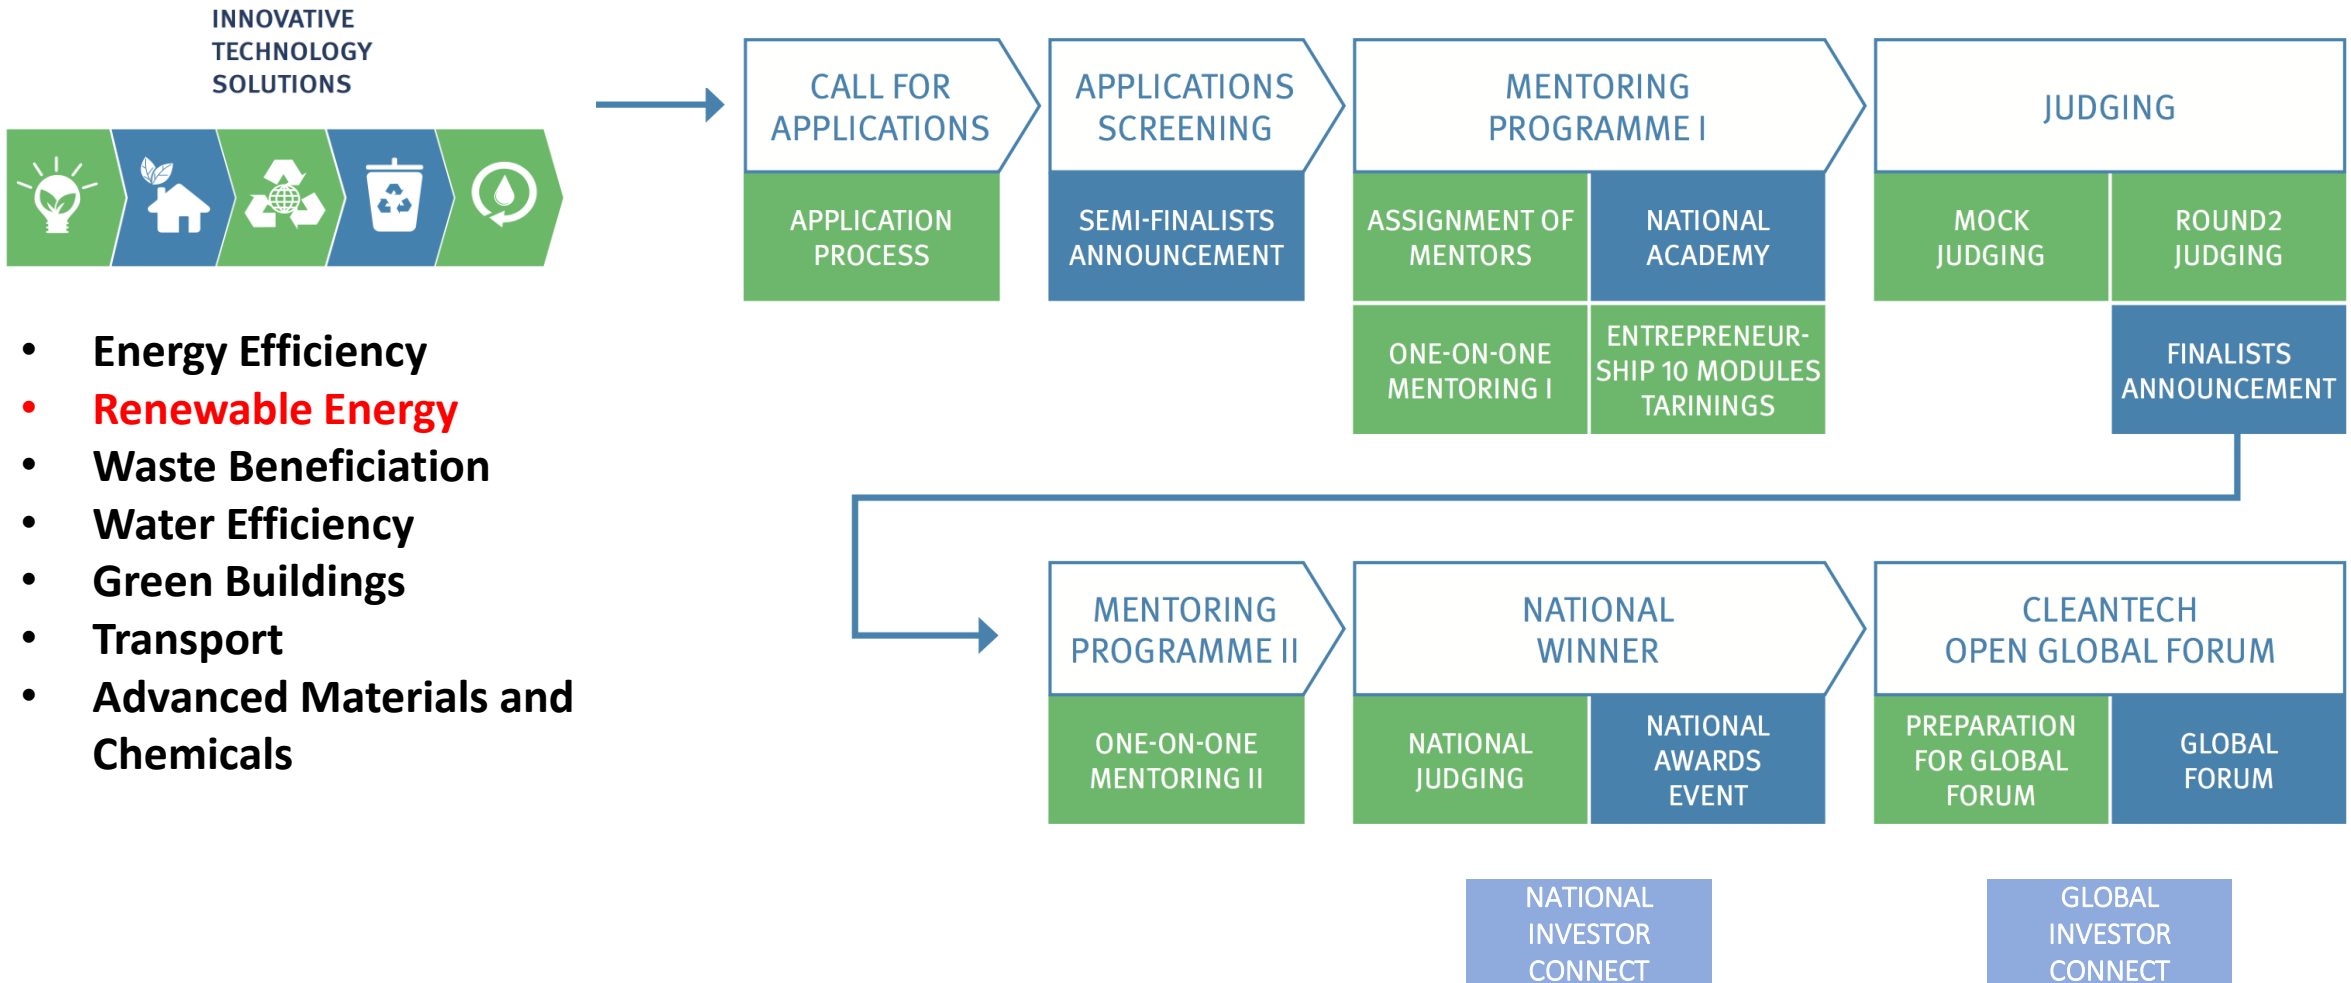 INNOVATIVE
TECHNOLOGY
SOLUTIONS
• Energy Efficiency
• Renewable Energy
• Waste Beneficiation
• Water Efficiency
• Green Buildings
• Transport
• Advanced Materials and
Chemicals
CALL FOR
APPLICATIONS
APPLICATION
PROCESS
APPLICATIONS
SCREENING
SEMI-FINALISTS
ANNOUNCEMENT
MENTORING
PROGRAMME I
ASSIGNMENT OF
MENTORS
NATIONAL
ACADEMY
ONE-ON-ONE
MENTORING I
ENTREPRENEUR-
SHIP 10 MODULES
TARININGS
JUDGING
MOCK
JUDGING
ROUND2
JUDGING
FINALISTS
ANNOUNCEMENT
MENTORING
PROGRAMME II
ONE-ON-ONE
MENTORING II
NATIONAL
WINNER
NATIONAL
JUDGING
NATIONAL
AWARDS
EVENT
CLEANTECH
OPEN GLOBAL FORUM
PREPARATION
FOR GLOBAL
FORUM
GLOBAL
FORUM
NATIONAL
INVESTOR
CONNECT
GLOBAL
INVESTOR
CONNECT